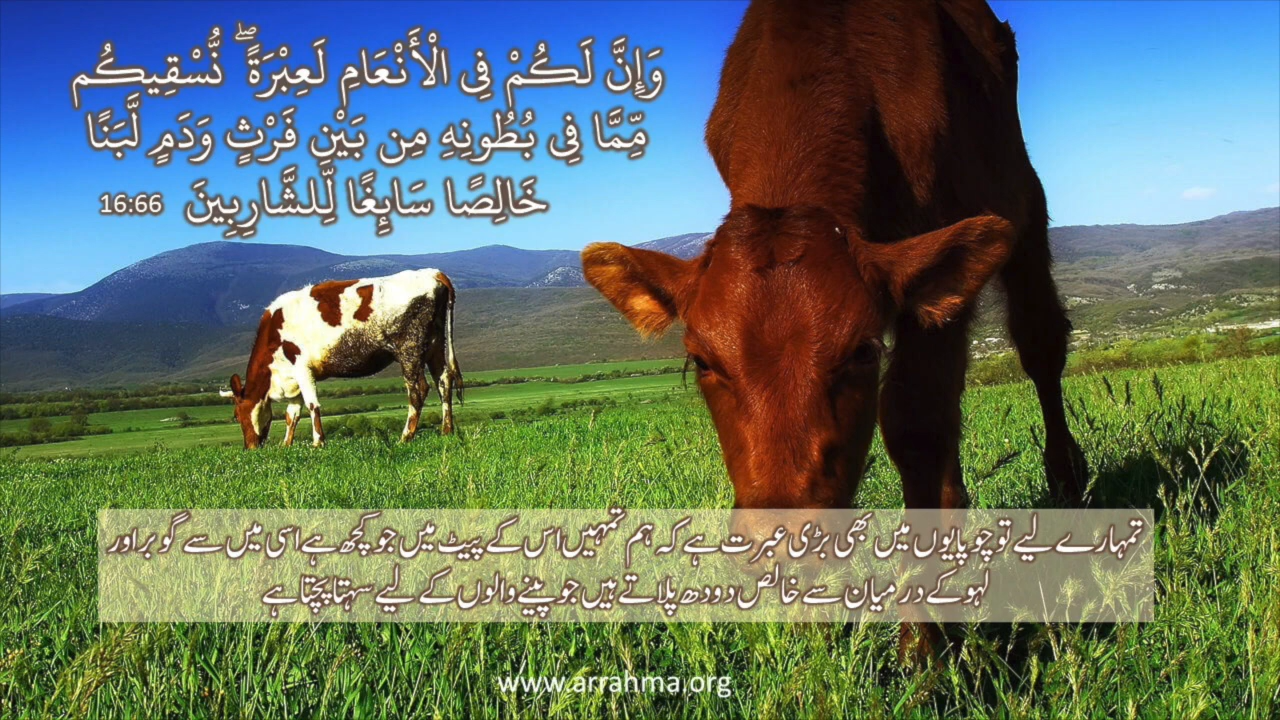 وَإِنَّ لَكُمْ فِي الْأَنْعَامِ لَعِبْرَةً ۖ نُّسْقِيكُم
مِّمَّا فِي بُطُونِهِ مِن بَيْنِ فَرْثٍ وَدَمٍ لَّبَنًا
خَالِصًا سَائِغًا لِّلشَّارِبِينَ 16:66
تمہارے لیے تو چوپایوں میں بھی بڑی عبرت ہے کہ ہم تمہیں اس کے پیٹ میں جو کچھ ہے اسی میں سے گوبر اور
لہو کے درمیان سے خالص دودھ پلاتے ہیں جو پینے والوں کے لیے سہتا پچتا ہے
www.arrahma.org